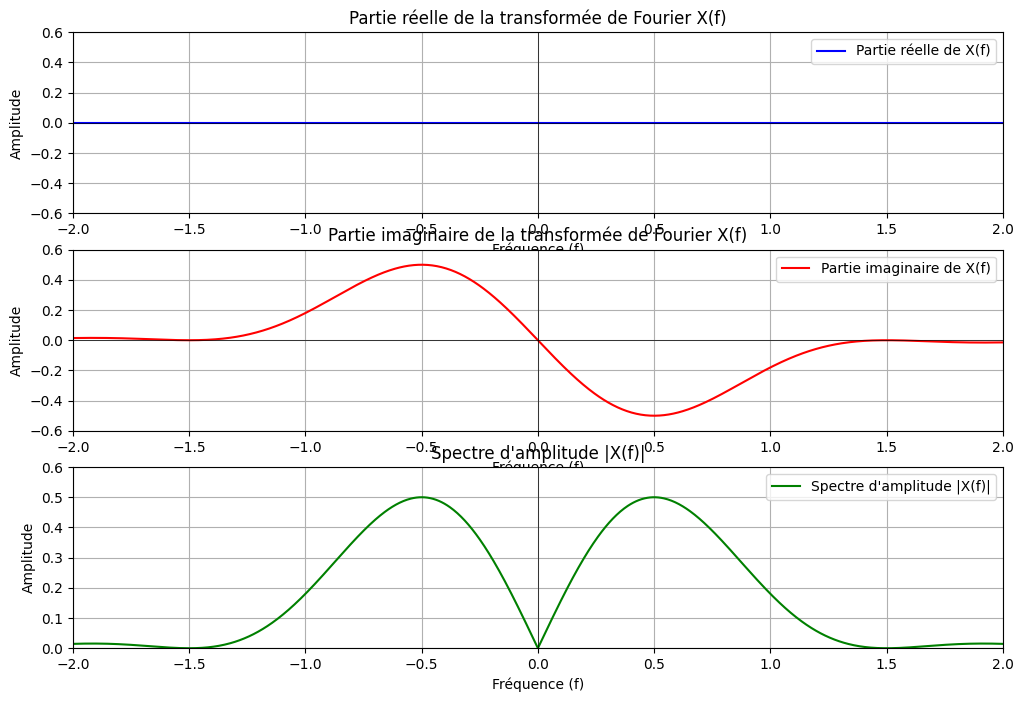 Partie réelle de la transformée de Fourier X(f)
0.6
0.4
0.2
0.0
−0.2
−0.4
−0.6
Amplitude
Partie réelle de X(f)
−2.0 −1.5 −1.0 −0.5 0.0 0.5 1.0 1.5 2.0
Fréquence (f)
Partie imaginaire de la transformée de Fourier X(f)
0.6
0.4
0.2
0.0
−0.2
−0.4
−0.6
Amplitude
Partie imaginaire de X(f)
−2.0 −1.5 −1.0 −0.5 0.0 0.5 1.0 1.5 2.0
Fréquence (f)
Spectre d'amplitude |X(f)|
0.6
0.5
0.4
0.3
0.2
0.1
0.0
Amplitude
Spectre d'amplitude |X(f)|
−2.0 −1.5 −1.0 −0.5 0.0 0.5 1.0 1.5 2.0
Fréquence (f)